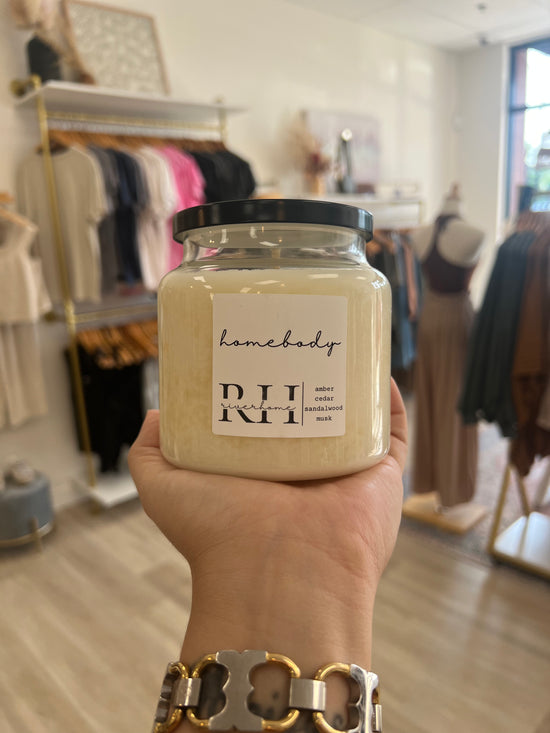 homebody
RH
riverhome
amber
cedar
sandalwood
musk